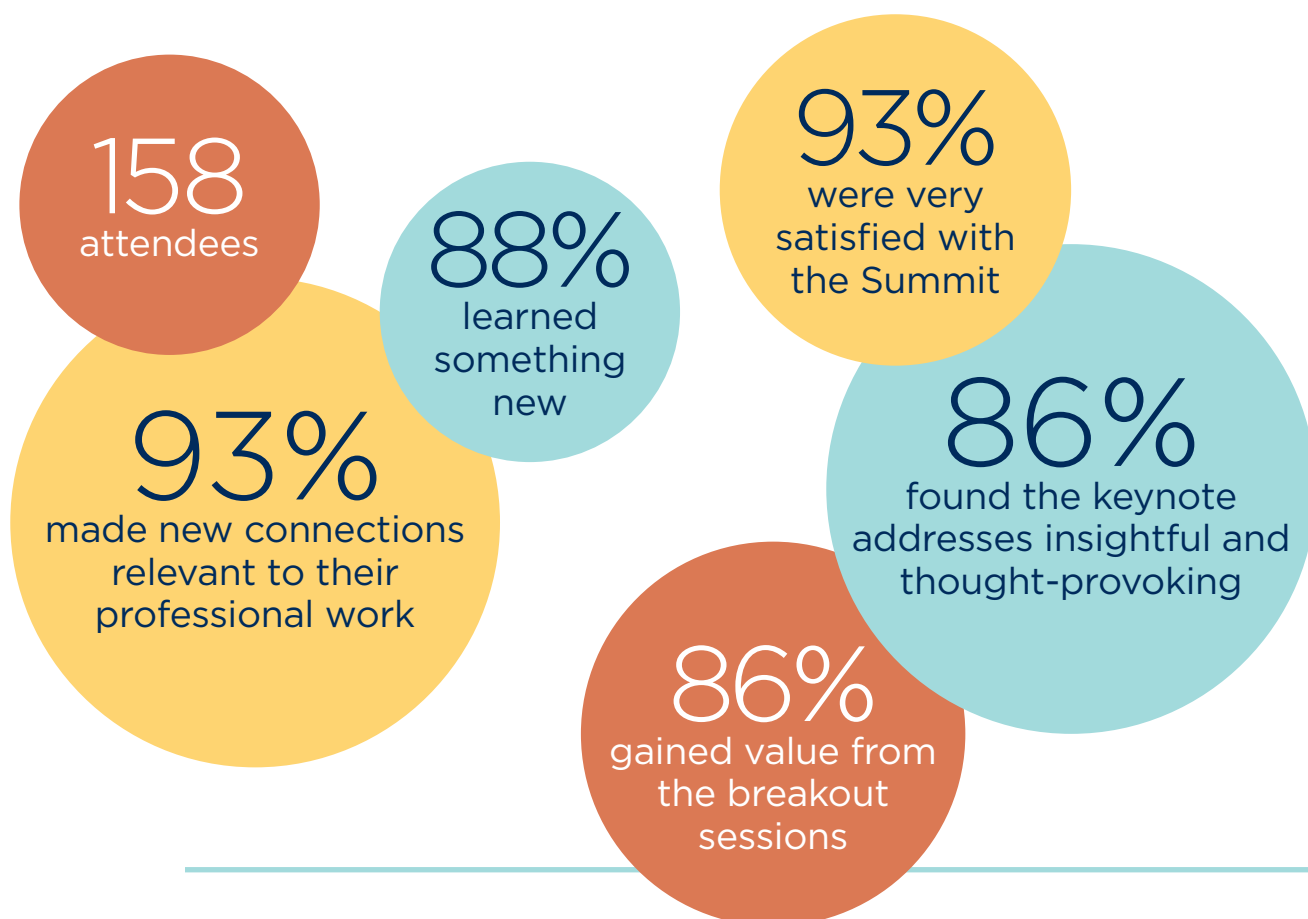 158
attendees
88%
learned
something
new
93%
made new connections
relevant to their
professional work
93%
were very
satisfied with
the Summit
86%
found the keynote
addresses insightful and
thought-provoking
86%
gained value from
the breakout
sessions